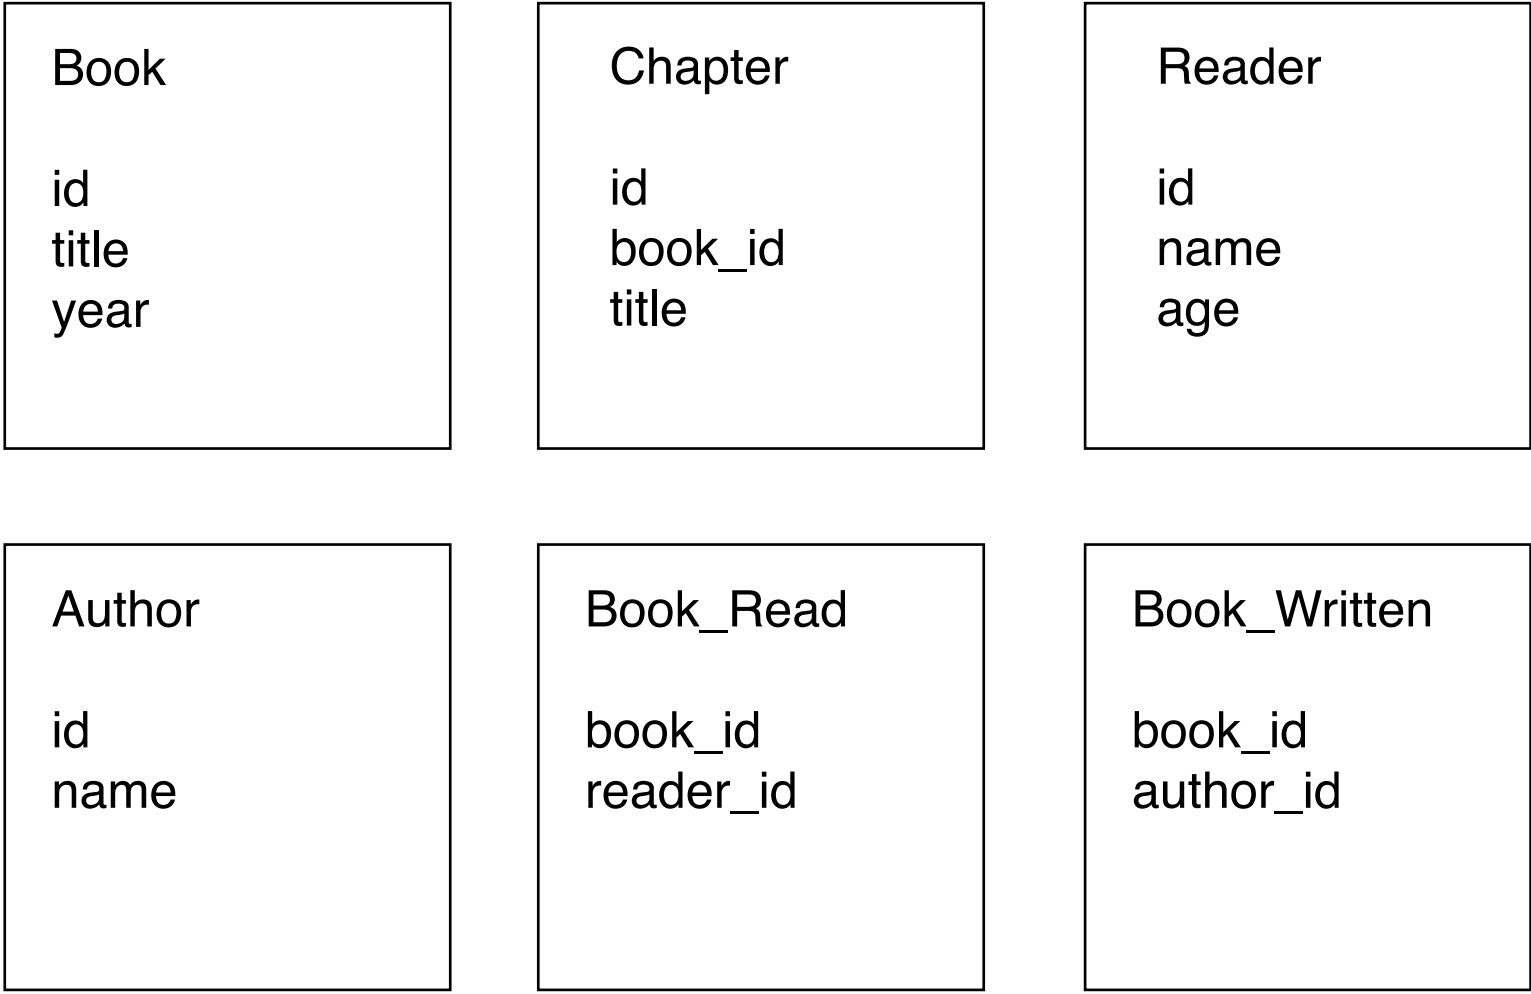 Book
id
title
year
Chapter
id
book_id
title
Reader
id
name
age
Author
id
name
Book_Read
book_id
reader_id
Book_Written
book_id
author_id